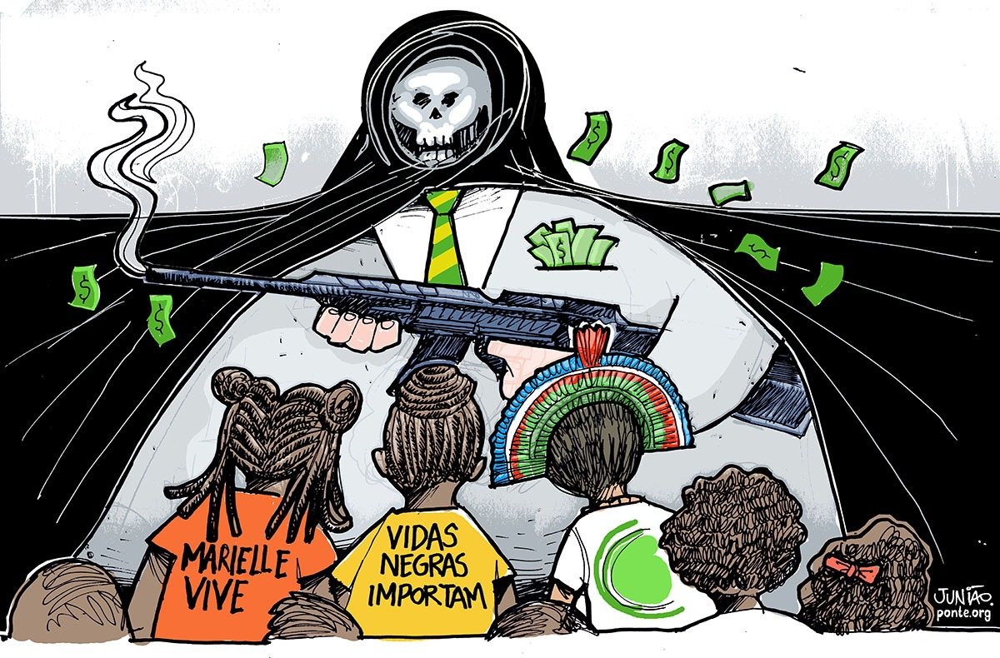 MARIELLE
VIVE
VIDAS
NEGRAS
IMPORTAM
JUNIÃO
ponte.org